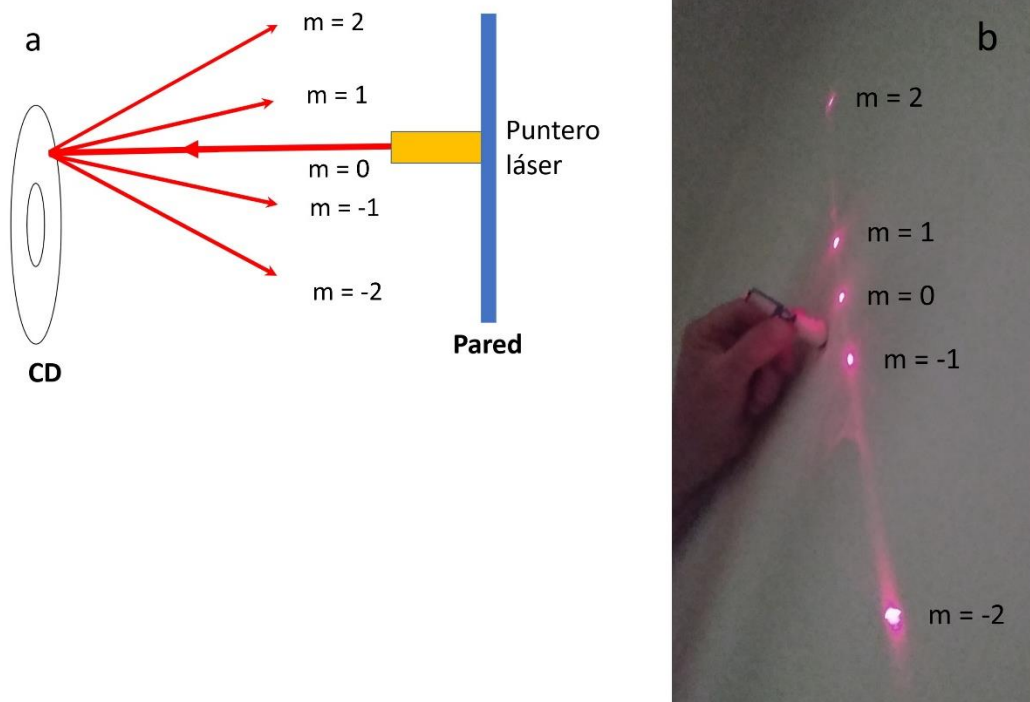 a
m = 2
m = 1
Puntero
láser
m = 0
m = -1
m = -2
Pared
CD
b
m = 2
m = 1
m = 0
m = -1
m = -2